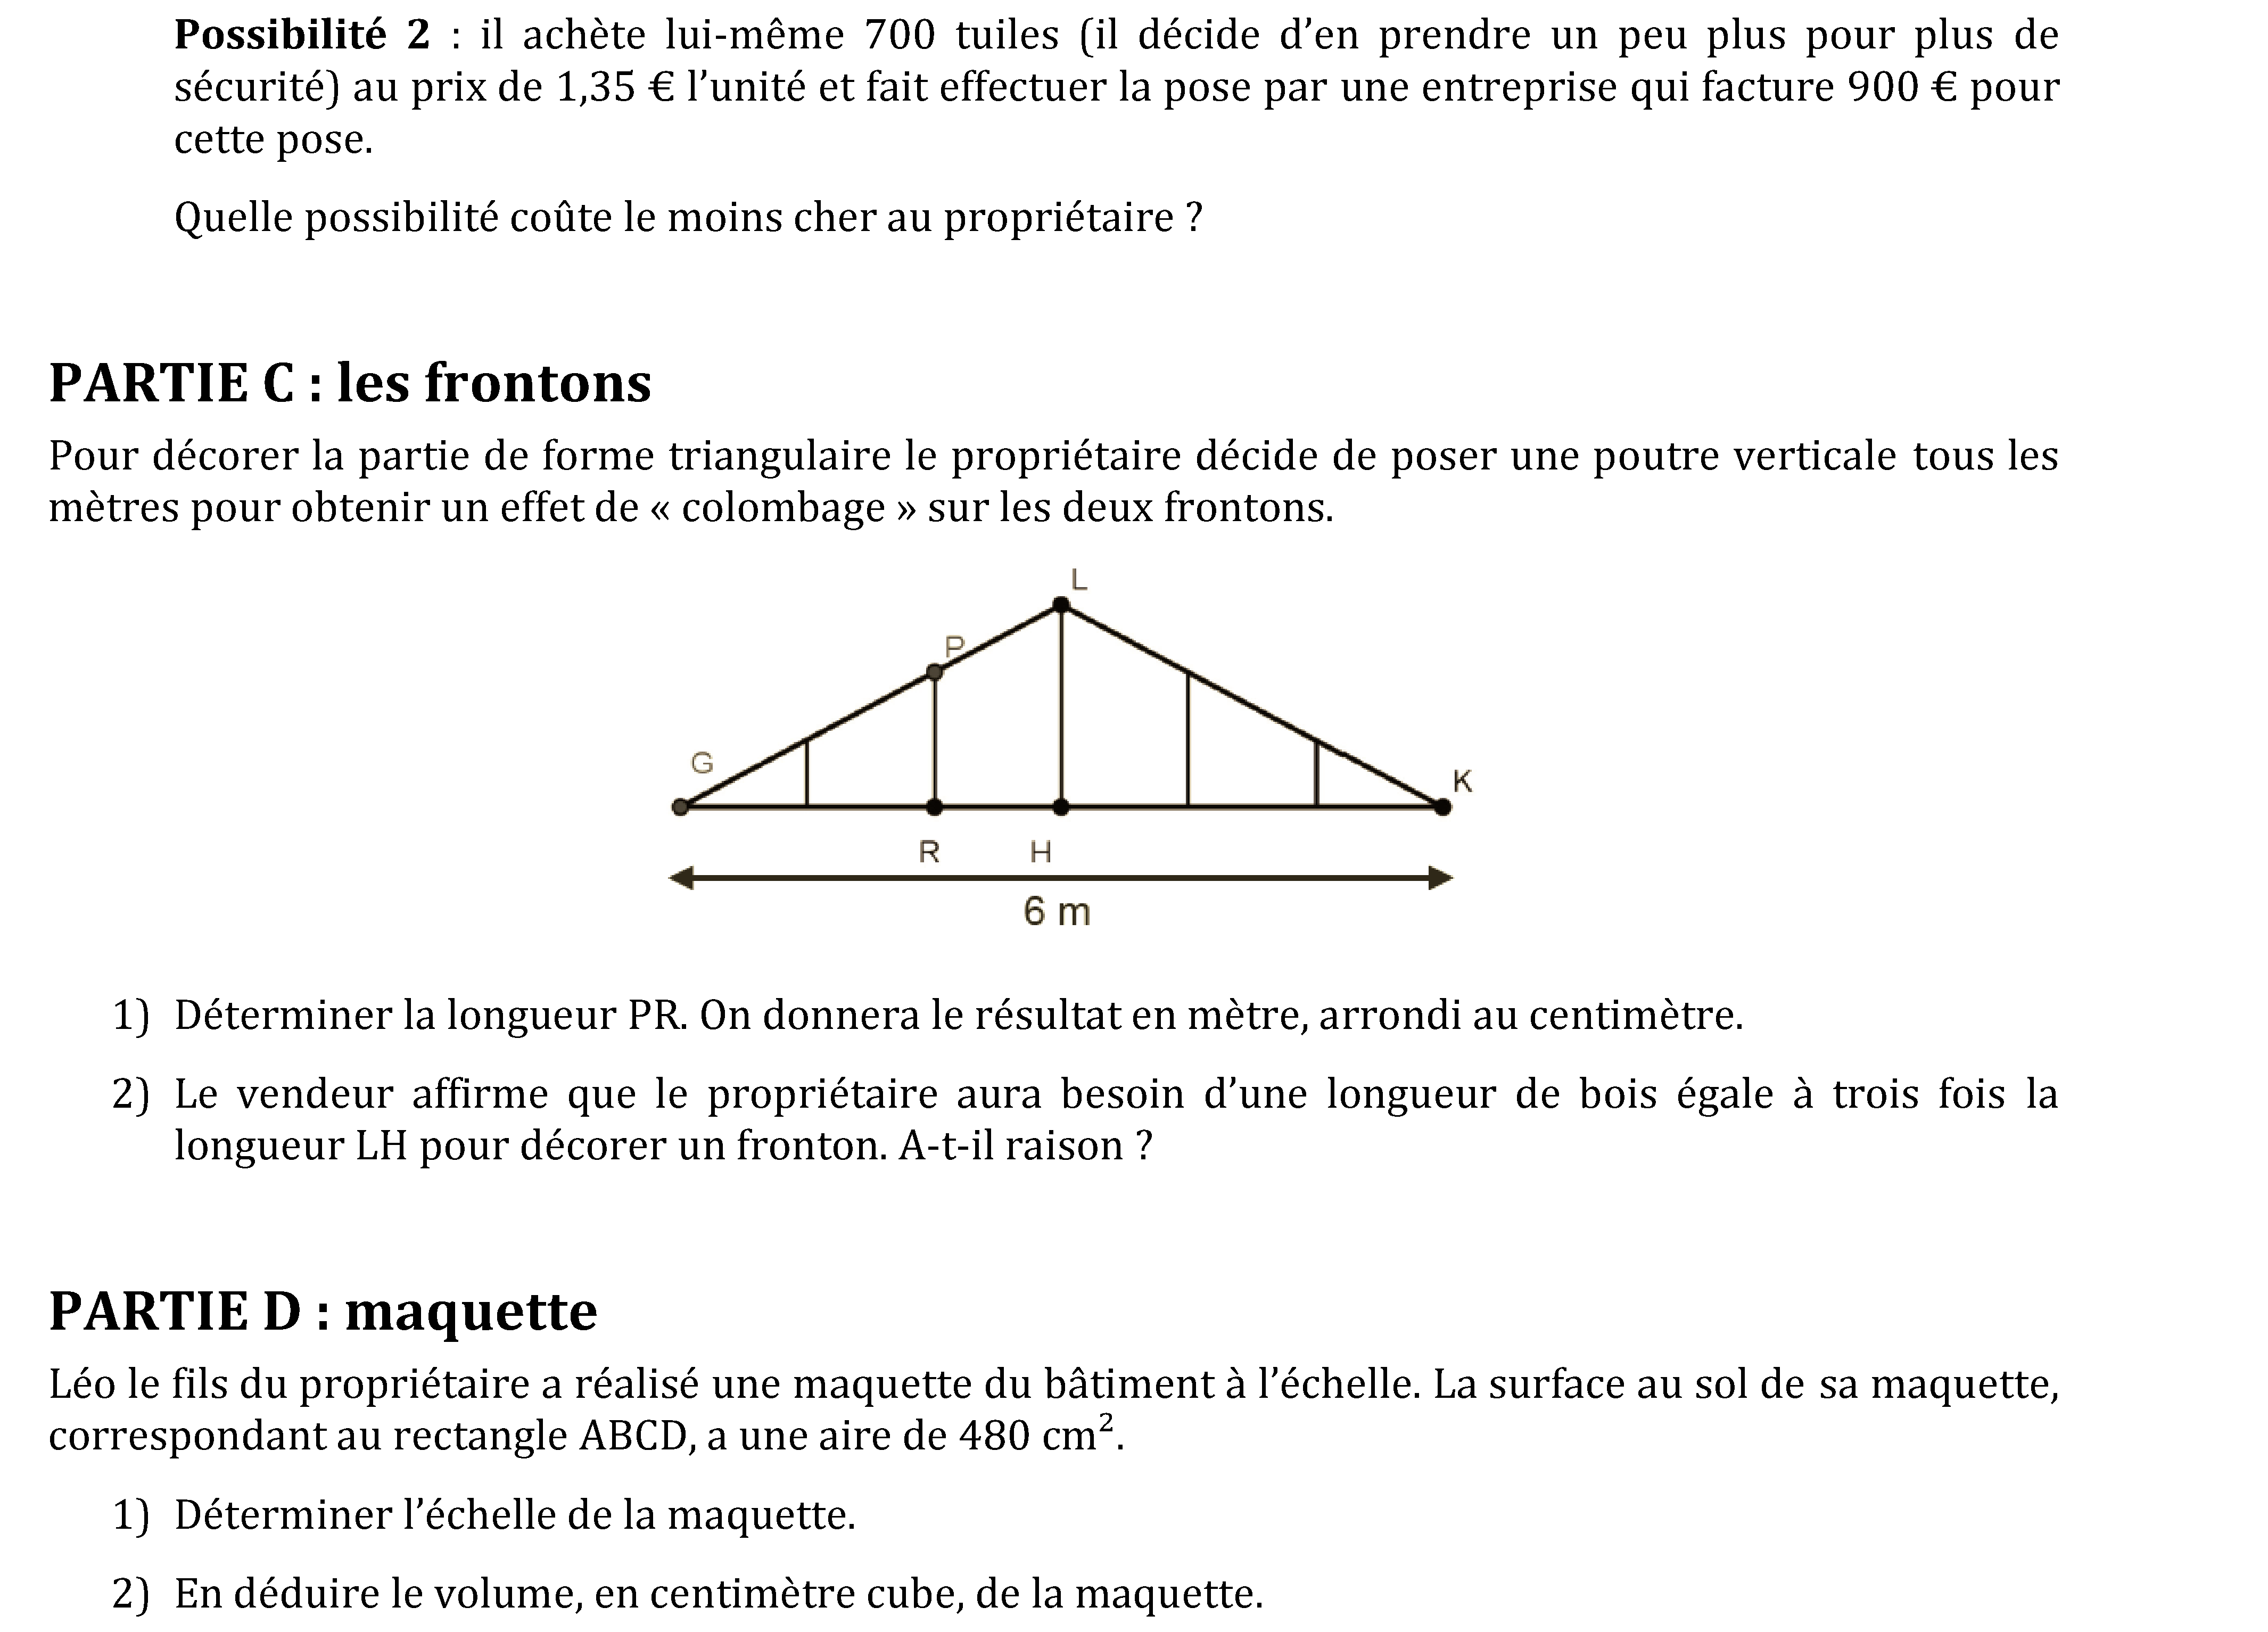 Possibilité 2 : il achète lui-même 700 tuiles (il décide d’en prendre un peu plus pour plus de
sécurité) au prix de 1,35 € l’unité et fait effectuer la pose par une entreprise qui facture 900 € pour
cette pose.
Quelle possibilité coûte le moins cher au propriétaire ?
PARTIE C : les frontons
Pour décorer la partie de forme triangulaire le propriétaire décide de poser une poutre verticale tous les
mètres pour obtenir un effet de « colombage » sur les deux frontons.
L
P
G
K
R H
6 m
1) Déterminer la longueur PR. On donnera le résultat en mètre, arrondi au centimètre.
2) Le vendeur affirme que le propriétaire aura besoin d’une longueur de bois égale à trois fois la
longueur LH pour décorer un fronton. A-t-il raison ?
PARTIE D : maquette
Léo le fils du propriétaire a réalisé une maquette du bâtiment à l’échelle. La surface au sol de sa maquette,
correspondant au rectangle ABCD, a une aire de 480 cm².
1) Déterminer l’échelle de la maquette.
2) En déduire le volume, en centimètre cube, de la maquette.